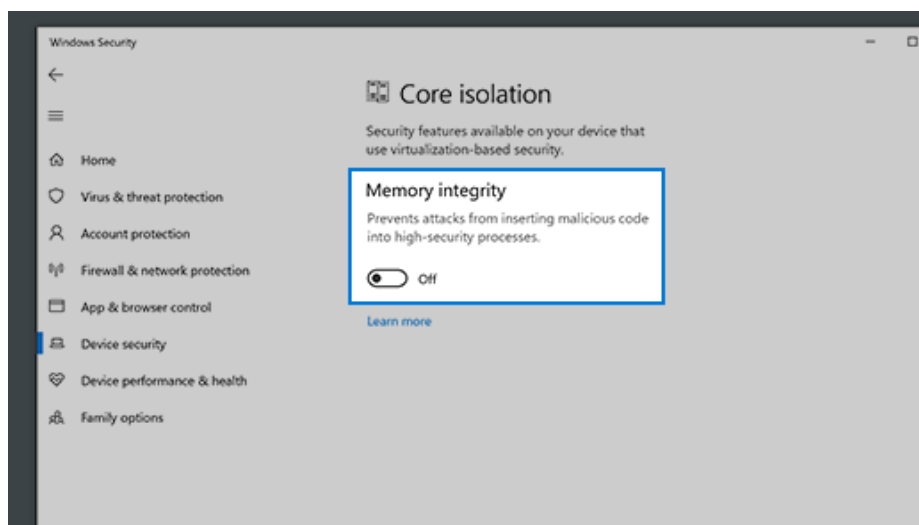 Windows Security
Home
Virus & threat protection
Account protection
Firewall & network protection
App & browser control
Device security
Device performance & health
Family options
Core isolation
Security features available on your device that
use virtualization-based security.
Memory integrity
Prevents attacks from inserting malicious code
into high-security processes.
Off
Learn more